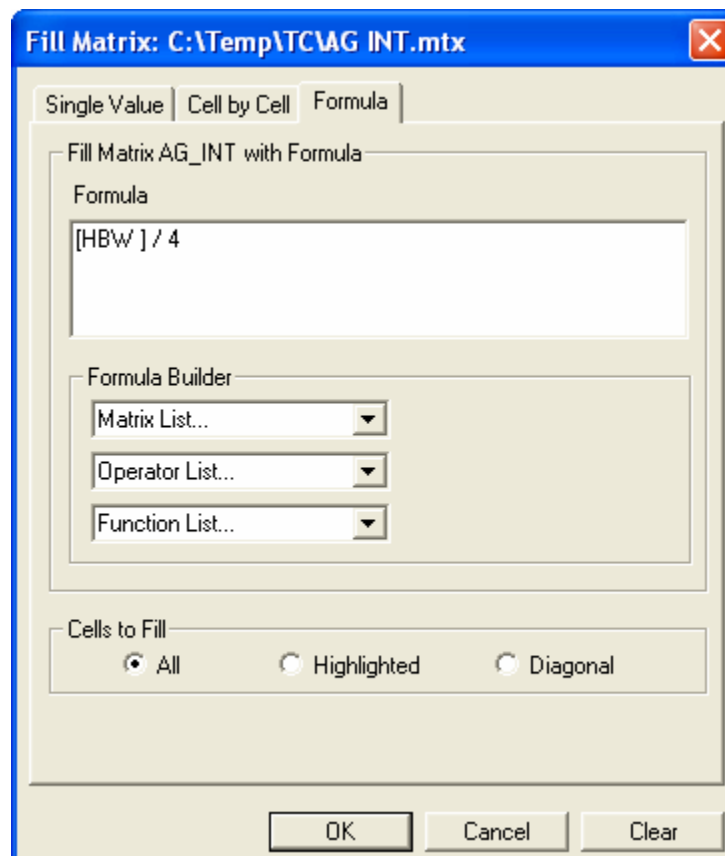 Fill Matrix: C:\Temp\TC\AG INT.mtx
Single Value Cell by Cell Formula
Fill Matrix AG_INT with Formula
Formula
[HBW ] / 4
Formula Builder
Matrix List...
Operator List...
Function List...
Cells to Fill
All Highlighted Diagonal
OK Cancel Clear